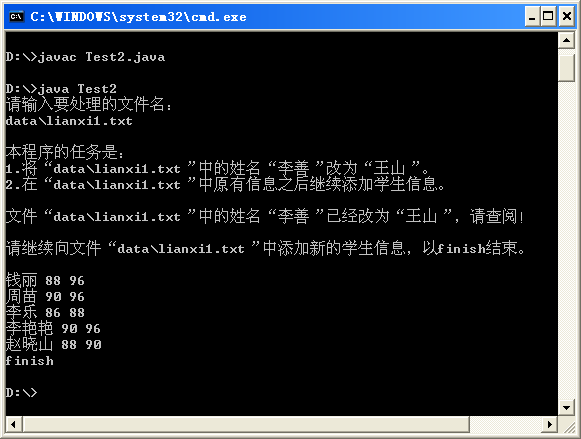 C:\WINDOWS\system32\cmd.exe
D:\>javac Test2.java
D:\>java Test2
请输入要处理的文件名:
data\lianxi1.txt
本程序的任务是:
1.将“data\lianxi1.txt ”中的姓名“李善 ”改为“王山 ”。
2.在“data\lianxi1.txt ”中原有信息之后继续添加学生信息。
文件“data\lianxi1.txt ”中的姓名“李善 ”已经改为“王山 ”，请查阅!
请继续向文件“data\lianxi1.txt ”中添加新的学生信息，以finish结束。
钱丽 88 96
周苗 90 96
李乐 86 88
李艳艳 90 96
赵晓山 88 90
finish
D:\>